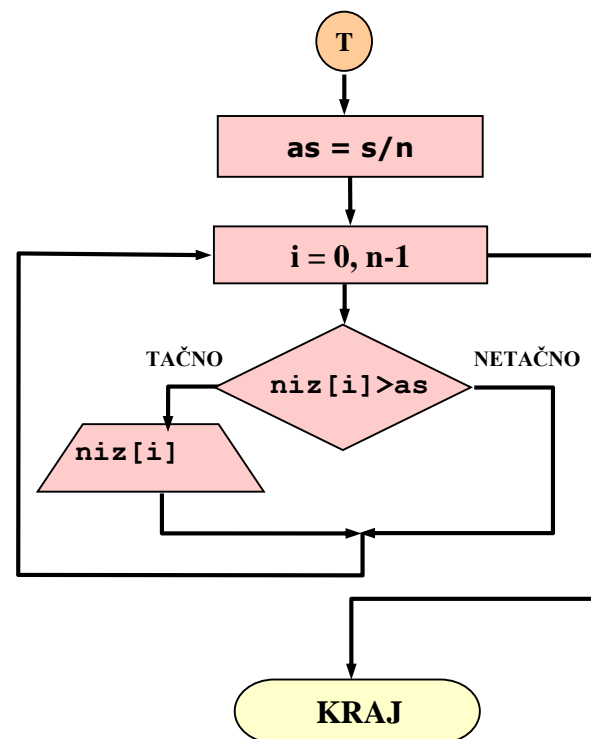 T
as = s/n
i = 0, n-1
TAČNO
NETAČNO
niz[i]>as
niz[i]
KRAJ